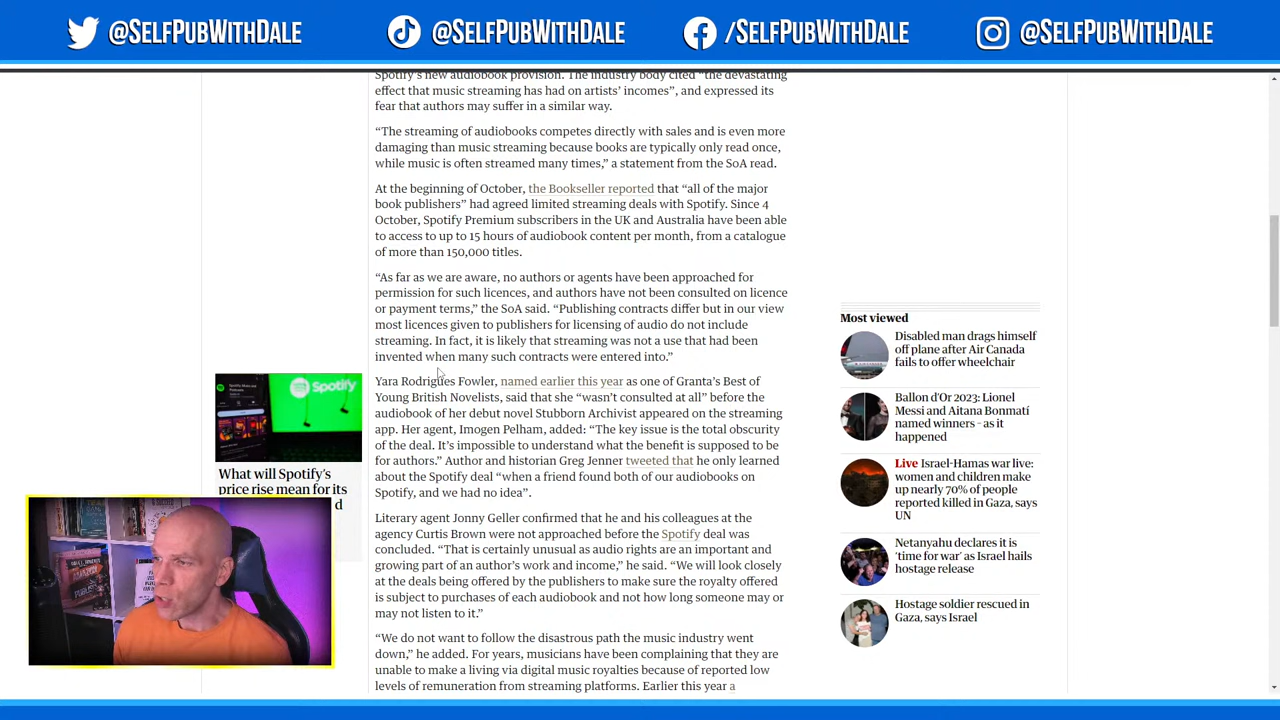 @SELFPUBWITHDALE
@SELFPUBWITHDALE
/SELFPUBWITHDALE
@SELFPUBWITHDALE
Spotify's new audiobook provision. The industry body cited “the devastating
effect that music streaming has had on artists’ incomes”, and expressed its
fear that authors may suffer in a similar way.
“The streaming of audiobooks competes directly with sales and is even more
damaging than music streaming because books are typically only read once,
while music is often streamed many times,” a statement from the SoA read.
At the beginning of October, the Bookseller reported that “all of the major
book publishers” had agreed limited streaming deals with Spotify. Since 4
October, Spotify Premium subscribers in the UK and Australia have been able
to access to up to 15 hours of audiobook content per month, from a catalogue
of more than 150,000 titles.
“As far as we are aware, no authors or agents have been approached for
permission for such licences, and authors have not been consulted on licence
or payment terms,” the SoA said. “Publishing contracts differ but in our view
most licences given to publishers for licensing of audio do not include
streaming. In fact, it is likely that streaming was not a use that had been
invented when many such contracts were entered into.”
Yara Rodrigues Fowler, named earlier this year as one of Granta’s Best of
Young British Novelists, said that she “wasn’t consulted at all” before the
audiobook of her debut novel Stubborn Archivist appeared on the streaming
app. Her agent, Imogen Pelham, added: “The key issue is the total obscurity
of the deal. It’s impossible to understand what the benefit is supposed to be
for authors.” Author and historian Greg Jenner tweeted that he only learned
about the Spotify deal “when a friend found both of our audiobooks on
Spotify, and we had no idea”.
Literary agent Jonny Geller confirmed that he and his colleagues at the
agency Curtis Brown were not approached before the Spotify deal was
concluded. “That is certainly unusual as audio rights are an important and
growing part of an author’s work and income,” he said. “We will look closely
at the deals being offered by the publishers to make sure the royalty offered
is subject to purchases of each audiobook and not how long someone may or
may not listen to it.”
“We do not want to follow the disastrous path the music industry went
down,” he added. For years, musicians have been complaining that they are
unable to make a living via digital music royalties because of reported low
levels of remuneration from streaming platforms. Earlier this year a
Spotify
What will Spotify’s
price rise mean for its
d
Most viewed
Disabled man drags himself
off plane after Air Canada
fails to offer wheelchair
Ballon d’Or 2023: Lionel
Messi and Aitana Bonmatí
named winners – as it
happened
Live Israel-Hamas war live:
women and children make
up nearly 70% of people
reported killed in Gaza, says
UN
Netanyahu declares it is
‘time for war’ as Israel hails
hostage release
Hostage soldier rescued in
Gaza, says Israel